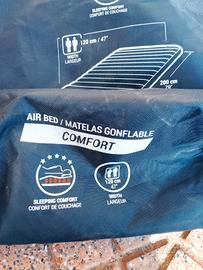 120 cm / 47"
WIDTH
LARGEUR
200 cm
SLEEPING COMFORT
CONFORT DE COUCHAGE
AIR BED / MATELAS GONFLABLE
COMFORT
120 cm
47"
SLEEPING COMFORT
CONFORT DE COUCHAGE
WIDTH
LARGEUR